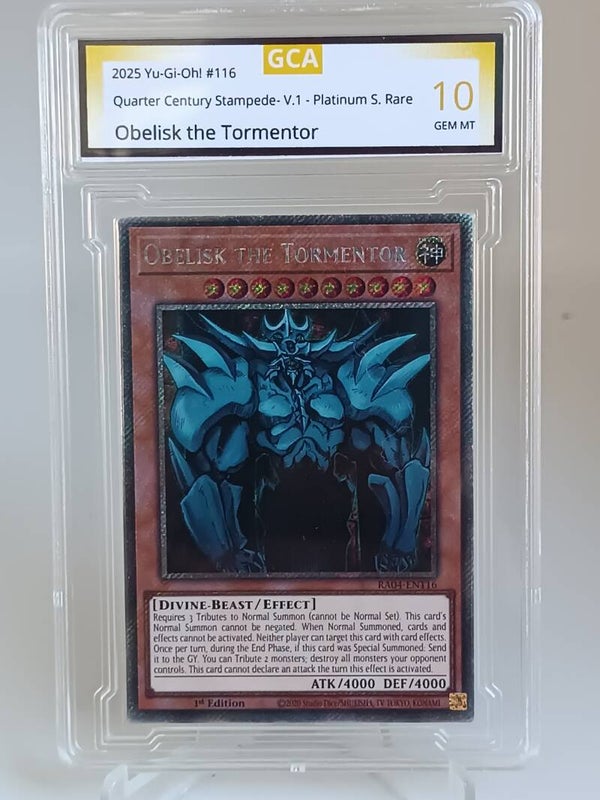 GCA
2025 Yu-Gi-Oh! #116
Quarter Century Stampede- V.1 - Platinum S. Rare
Obelisk the Tormentor
10
GEM MT
OBELISK THE TORMENTOR 神
RA04-EN116
[DIVINE-BEAST/EFFECT]
Requires 3 Tributes to Normal Summon (cannot be Normal Set). This card's
Normal Summon cannot be negated. When Normal Summoned, cards and
effects cannot be activated. Neither player can target this card with card effects.
Once per turn, during the End Phase, if this card was Special Summoned: Send
it to the GY. You can Tribute 2 monsters; destroy all monsters your opponent
controls. This card cannot declare an attack the turn this effect is activated.
ATK/4000 DEF/4000
1st Edition
©2020 Studio Dice/SHUEISHA, TV TOKYO, KONAMI